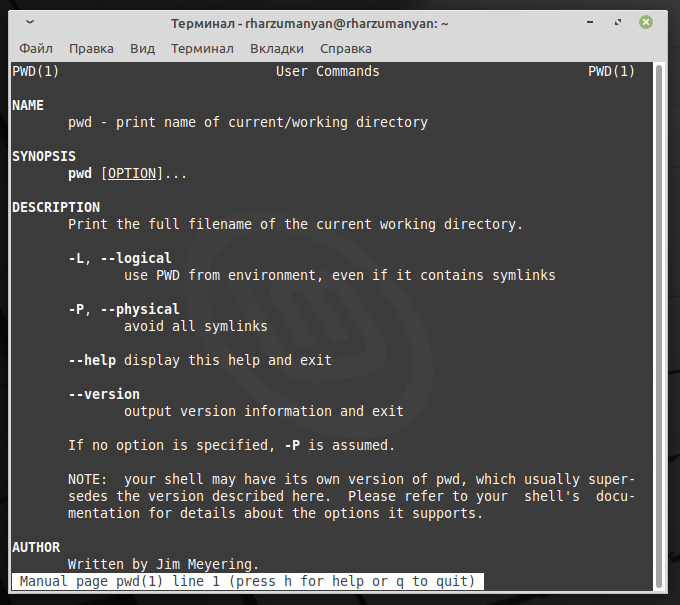 Терминал - rharzumanyan@rharzumanyan: ~
Файл Правка Вид Терминал Вкладки Справка
PWD(1) User Commands PWD(1)
NAME
pwd - print name of current/working directory
SYNOPSIS
pwd [OPTION]...
DESCRIPTION
Print the full filename of the current working directory.
-L, --logical
use PWD from environment, even if it contains symlinks
-P, --physical
avoid all symlinks
--help display this help and exit
--version
output version information and exit
If no option is specified, -P is assumed.
NOTE:  your shell may have its own version of pwd, which usually super-
sedes the version described here.  Please refer to your  shell's  docu-
mentation for details about the options it supports.
AUTHOR
Written by Jim Meyering.
Manual page pwd(1) line 1 (press h for help or q to quit)